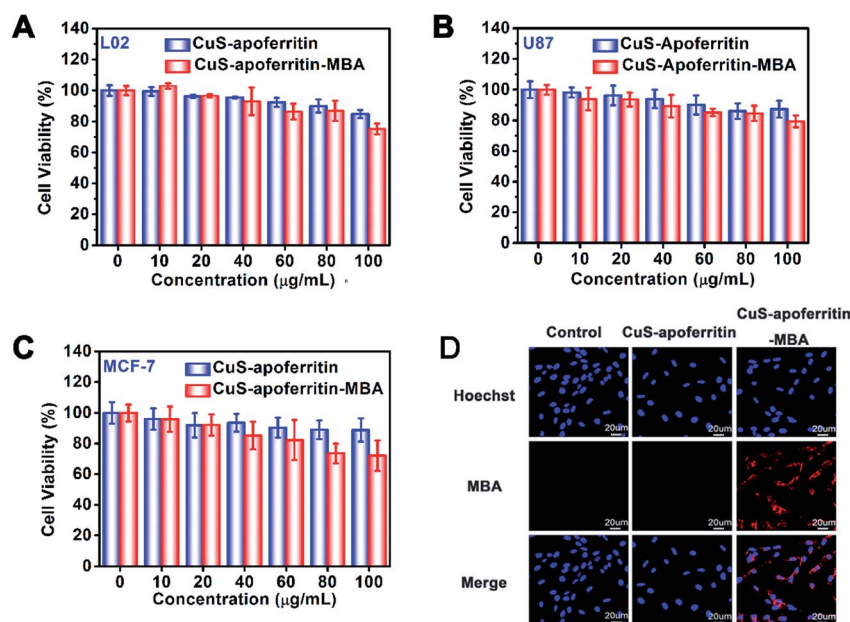 A
L02
CuS-apoferritin
CuS-apoferritin-MBA
140
120
100
80
60
40
20
0
Cell Viability (%)
0 10 20 40 60 80 100
Concentration (μg/mL)
B
U87
CuS-Apoferritin
CuS-Apoferritin-MBA
140
120
100
80
60
40
20
0
Cell Viability (%)
0 10 20 40 60 80 100
Concentration (μg/mL)
C
MCF-7
CuS-apoferritin
CuS-apoferritin-MBA
140
120
100
80
60
40
20
0
Cell Viability (%)
0 10 20 40 60 80 100
Concentration (μg/mL)
D
Control CuS-apoferritin CuS-apoferritin
-MBA
Hoechst
20um 20um 20um
MBA
20um 20um 20um
Merge
20um 20um 20um